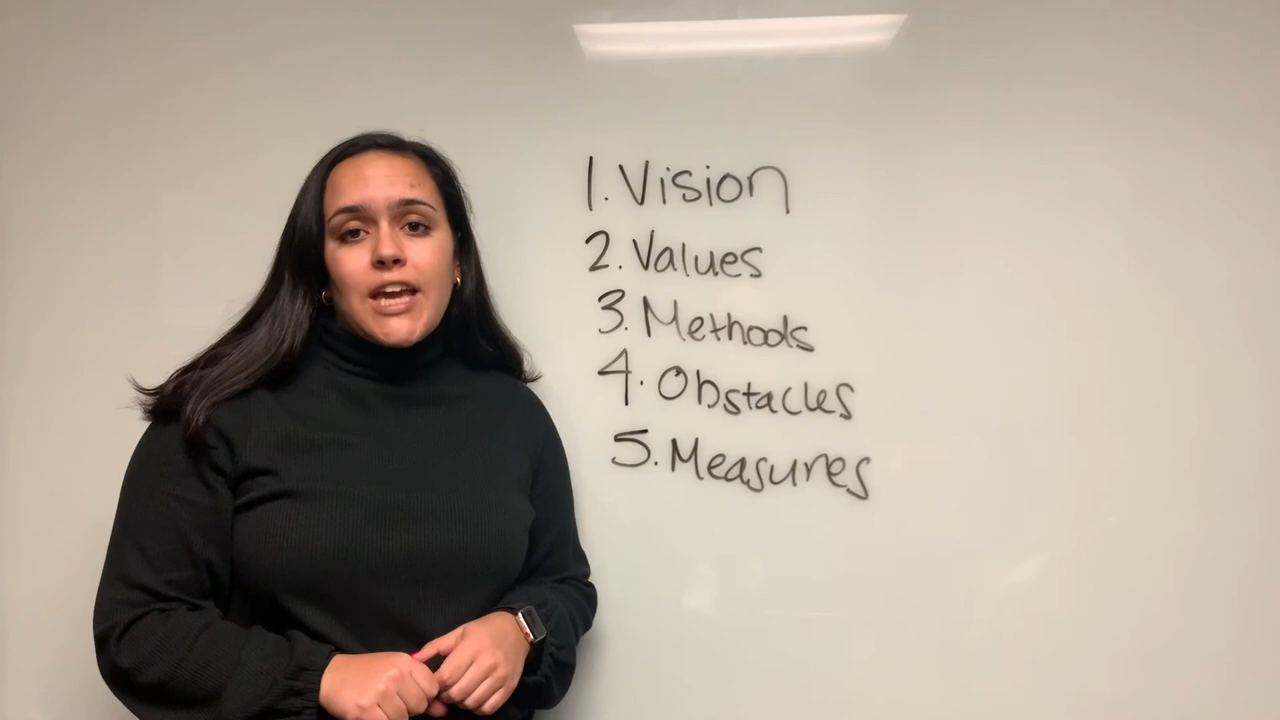 1. Vision
2. Values
3. Methods
4. Obstacles
5. Measures